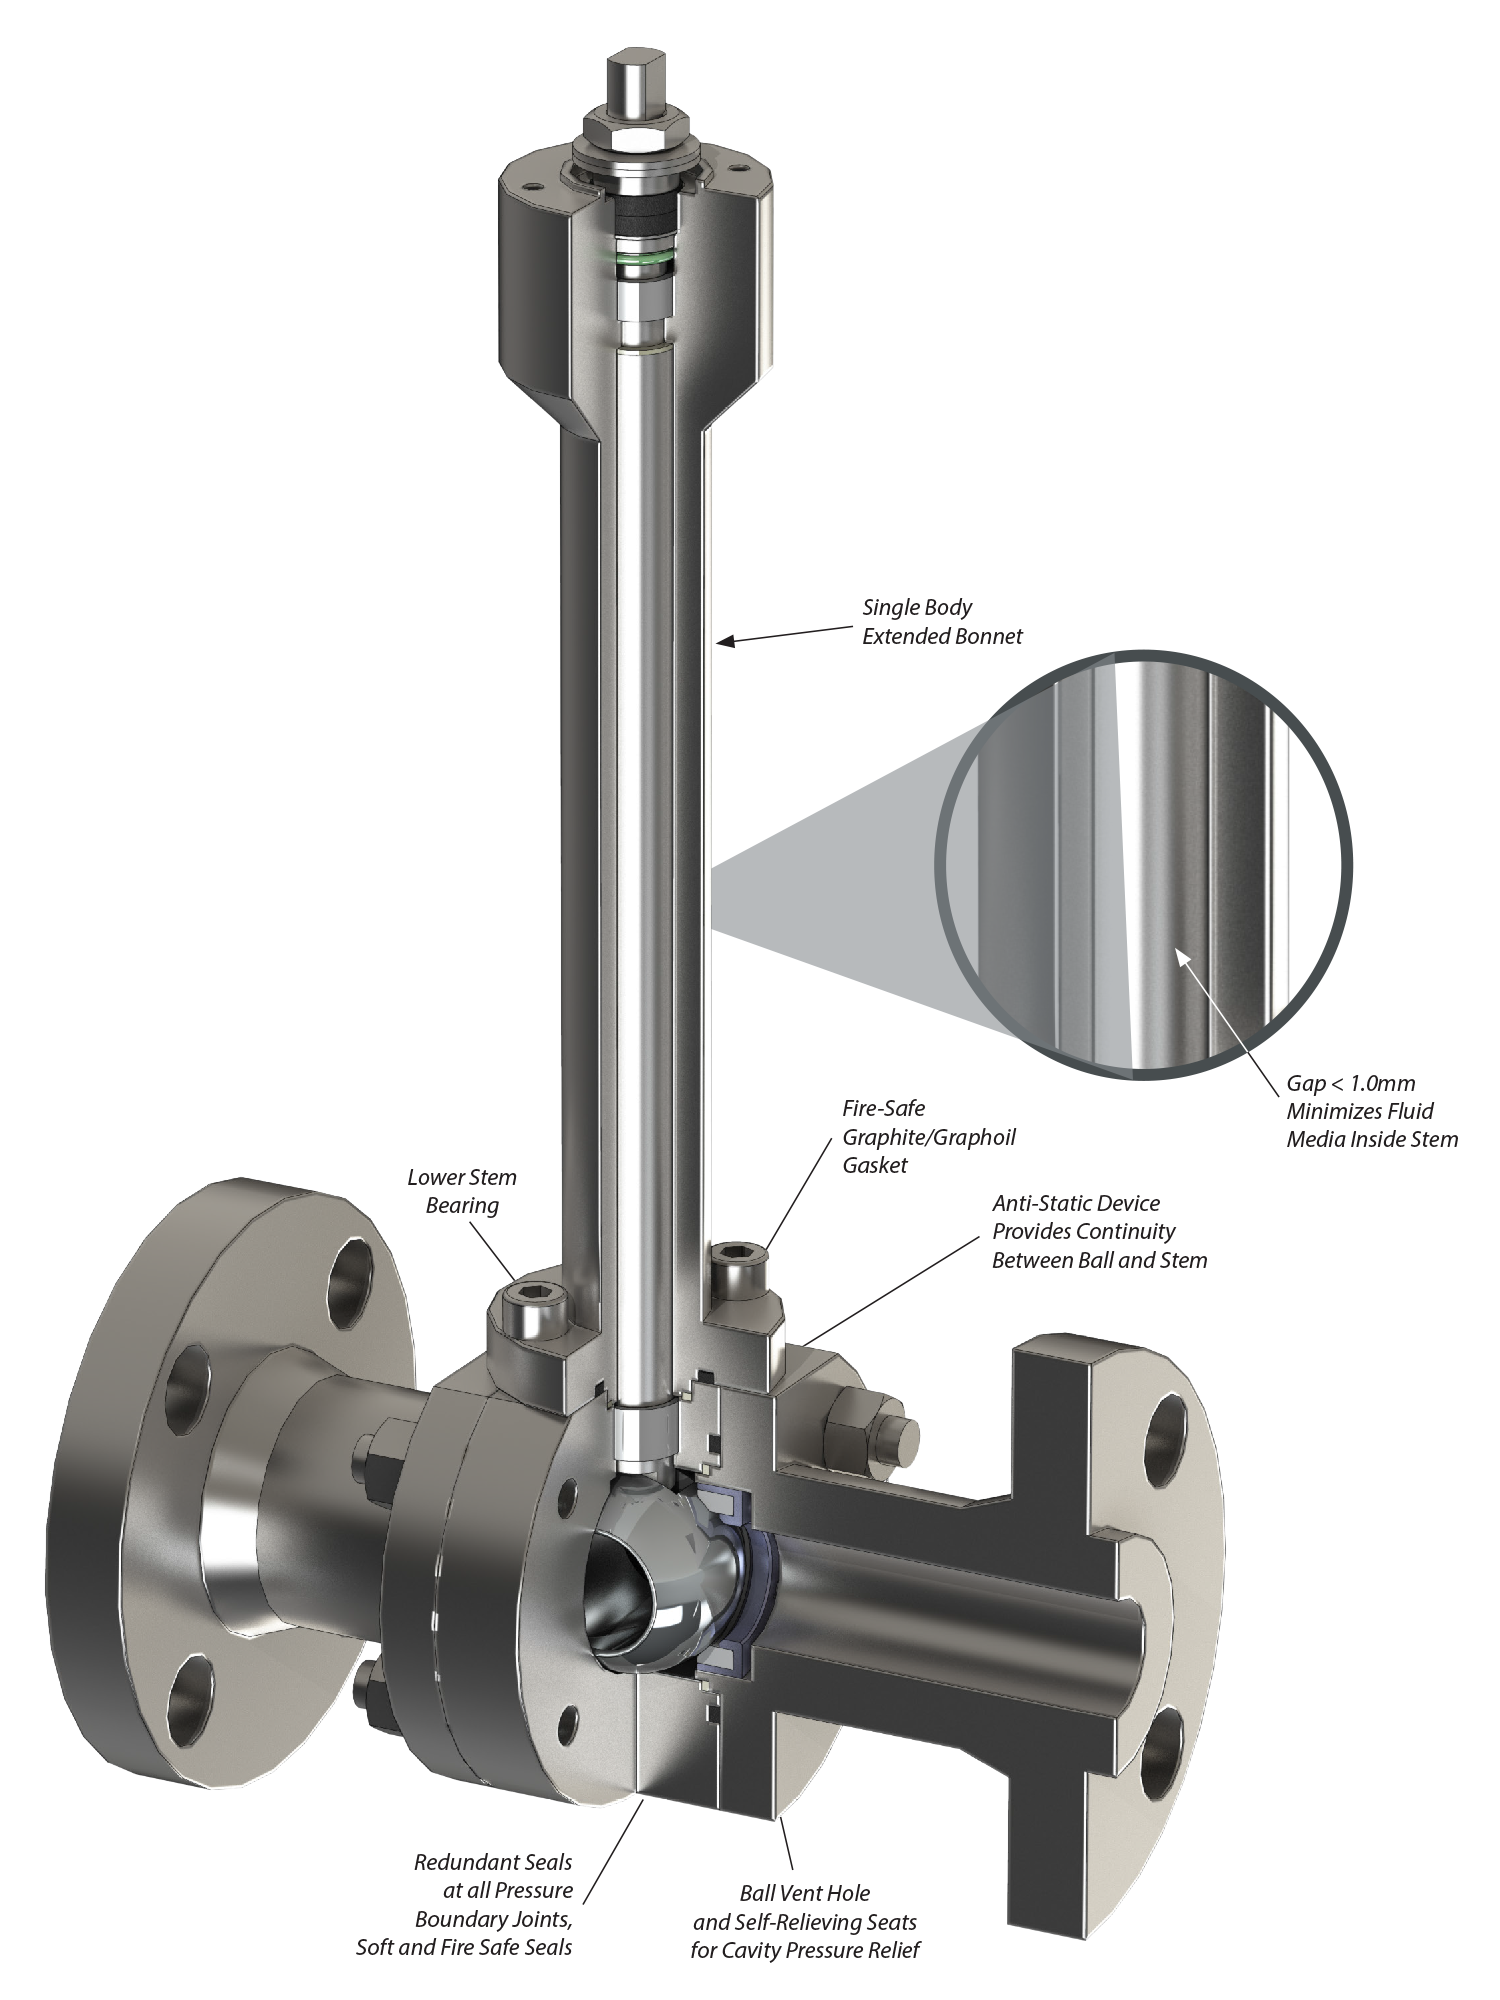 Single Body
Extended Bonnet
Gap < 1.0mm
Minimizes Fluid
Media Inside Stem
Fire-Safe
Graphite/Graphoil
Gasket
Lower Stem
Bearing
Anti-Static Device
Provides Continuity
Between Ball and Stem
Redundant Seals
at all Pressure
Boundary Joints,
Soft and Fire Safe Seals
Ball Vent Hole
and Self-Relieving Seats
for Cavity Pressure Relief